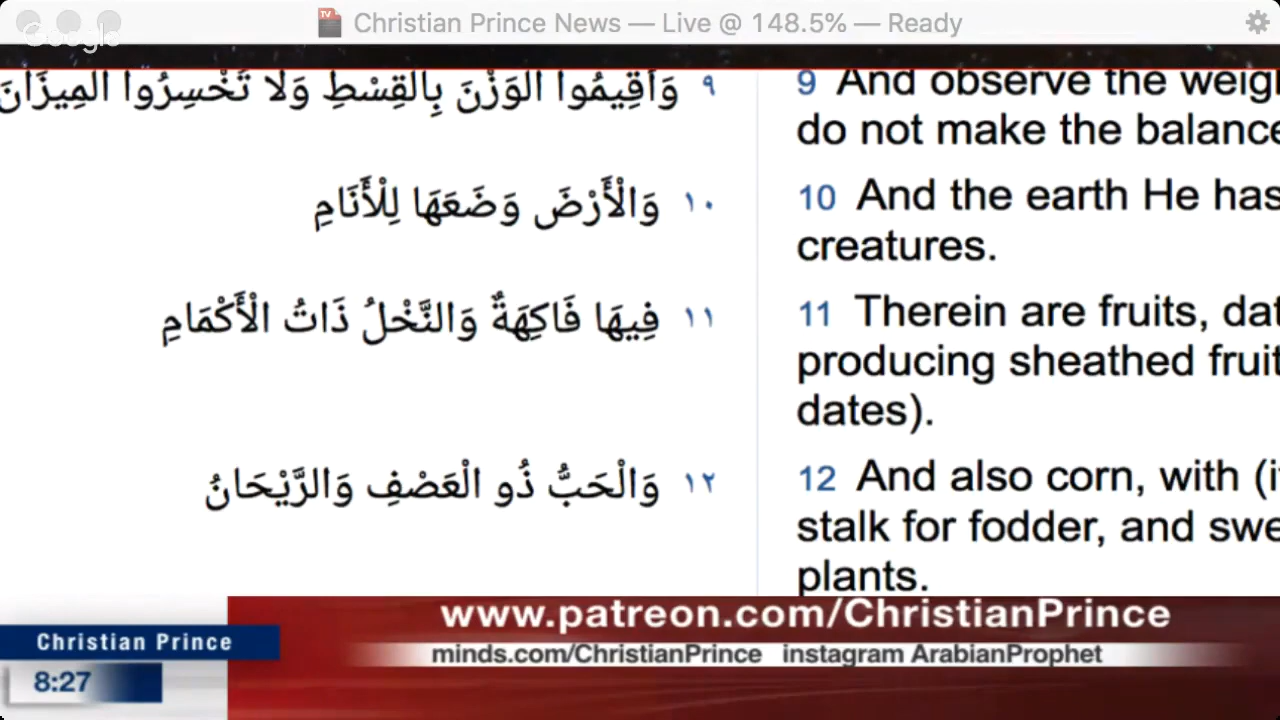 Christian Prince News — Live @ 148.5% — Ready
Google
٩ وَأَقِيمُوا الْوَزْنَ بِالْقِسْطِ وَلَا تُخْسِرُوا الْمِيزَانَ
9 And observe the weigh
do not make the balance
١٠ وَالْأَرْضَ وَضَعَهَا لِلْأَنَامِ
10 And the earth He has
creatures.
١١ فِيهَا فَاكِهَةٌ وَالنَّخْلُ ذَاتُ الْأَكْمَامِ
11 Therein are fruits, dat
producing sheathed fruit
dates).
١٢ وَالْحَبُّ ذُو الْعَصْفِ وَالرَّيْحَانُ
12 And also corn, with (i
stalk for fodder, and swe
plants.
www.patreon.com/ChristianPrince
Christian Prince
minds.com/ChristianPrince instagram ArabianProphet
8:27